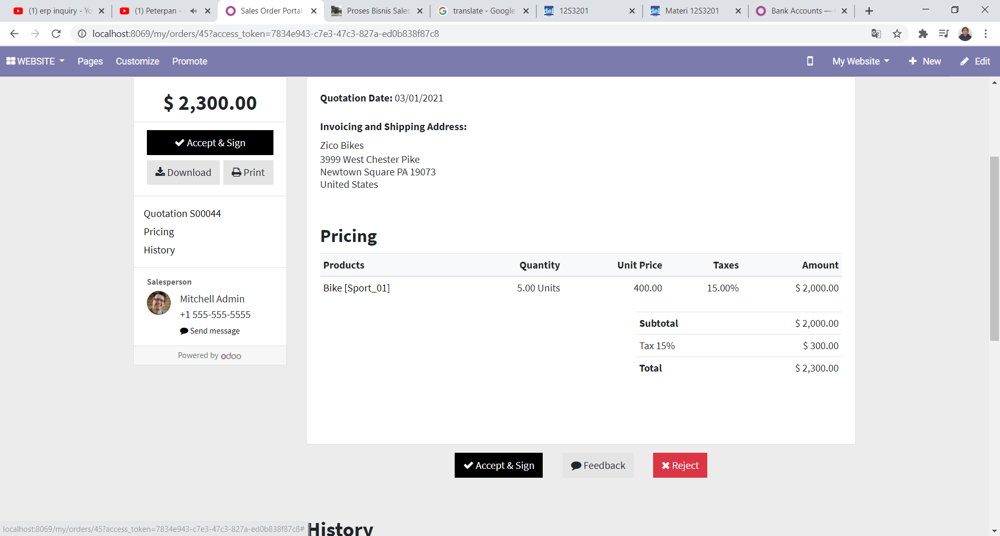 (1) erp inquiry - Yo
(1) Peterpan -
Sales Order Portal
Proses Bisnis Sales
translate - Google
12S3201
Materi 12S3201
Bank Accounts —
localhost:8069/my/orders/45?access_token=7834e943-c7e3-47c3-827a-ed0b838f87c8
WEBSITE
Pages
Customize
Promote
My Website
New
Edit
$ 2,300.00
Accept & Sign
Download
Print
Quotation S00044
Pricing
History
Salesperson
Mitchell Admin
+1 555-555-5555
Send message
Powered by odoo
Quotation Date: 03/01/2021
Invoicing and Shipping Address:
Zico Bikes
3999 West Chester Pike
Newtown Square PA 19073
United States
Pricing
Products Quantity Unit Price Taxes Amount
Bike [Sport_01] 5.00 Units 400.00 15.00% $ 2,000.00
Subtotal $ 2,000.00
Tax 15% $ 300.00
Total $ 2,300.00
Accept & Sign
Feedback
Reject
History
localhost:8069/my/orders/45?access_token=7834e943-c7e3-47c3-827a-ed0b838f87c8#